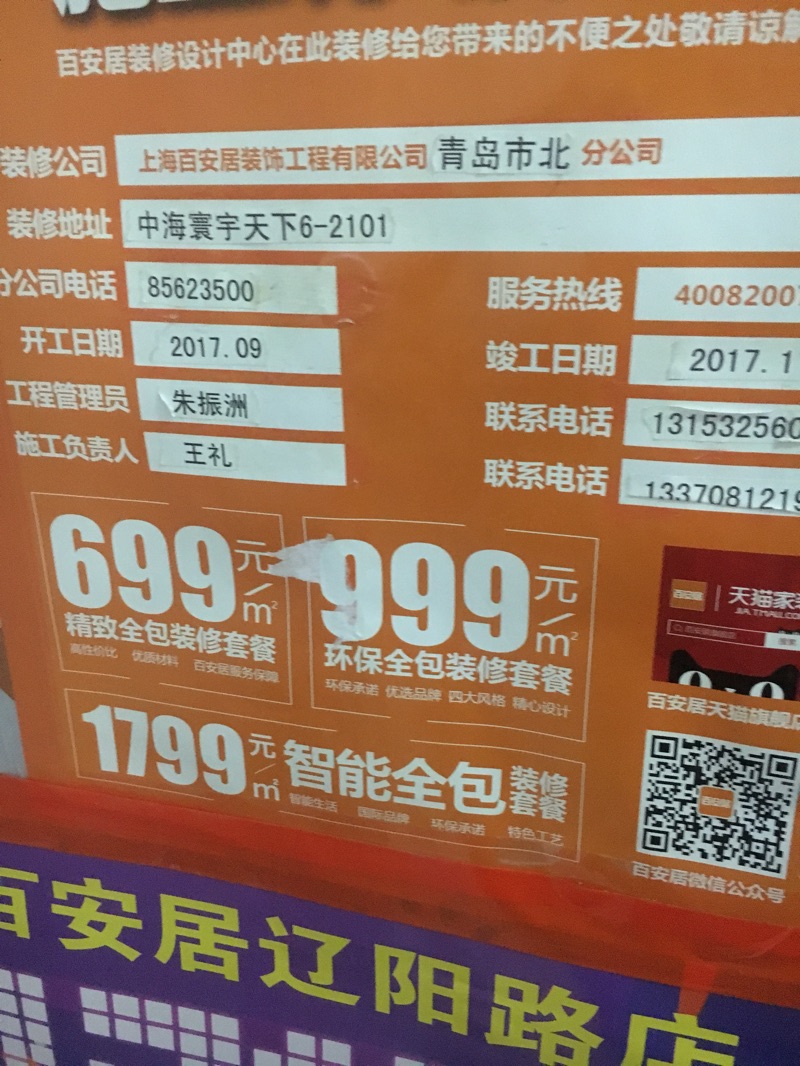 百安居装修设计中心在此装修给您带来的不便之处敬请谅解
装修公司 上海百安居装饰工程有限公司 青岛市北 分公司
装修地址 中海寰宇天下6-2101
分公司电话 85623500 服务热线 4008200
开工日期 2017.09 竣工日期 2017.1
工程管理员 朱振洲 联系电话 131532560
施工负责人 王礼 联系电话 1337081219
699元/㎡ 999元/㎡
精致全包装修套餐 环保全包装修套餐
高性价比 优质材料 百安居服务保障 环保承诺 优选品牌 四大风格 精心设计
1799元/㎡ 智能全包装修套餐
智能生活 国际品牌 环保承诺 特色工艺
百安居 天猫家装
JIA.TMALL.CO
百安居天猫旗舰店
百安居
百安居微信公众号
百安居辽阳路店